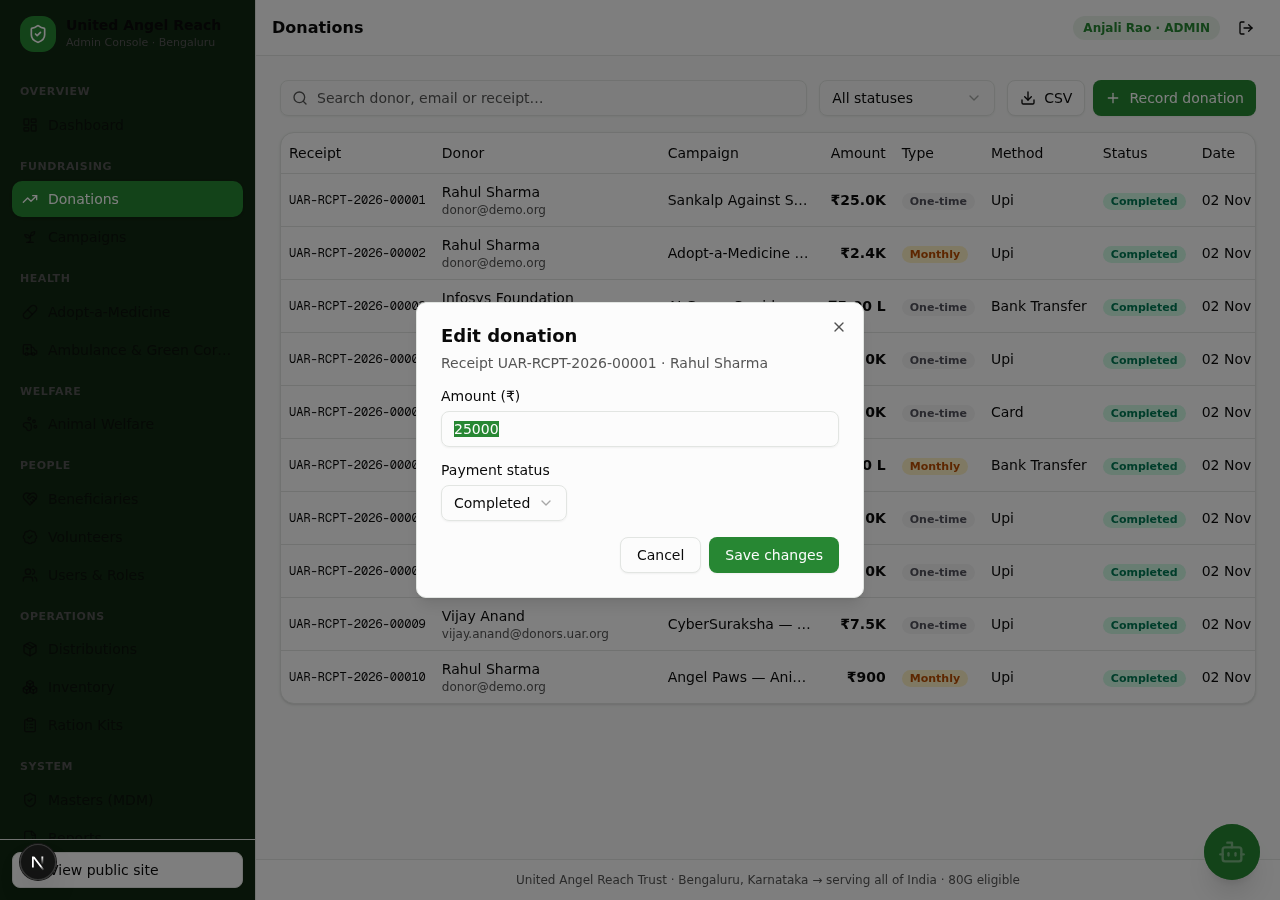 United Angel Reach
Admin Console · Bengaluru
OVERVIEW
Dashboard
FUNDRAISING
Donations
Campaigns
HEALTH
Adopt-a-Medicine
Ambulance & Green Cor…
WELFARE
Animal Welfare
PEOPLE
Beneficiaries
Volunteers
Users & Roles
OPERATIONS
Distributions
Inventory
Ration Kits
SYSTEM
Masters (MDM)
Reports
View public site
Donations
Anjali Rao · ADMIN
Search donor, email or receipt…
All statuses
CSV
Record donation
Receipt Donor Campaign Amount Type Method Status Date
UAR-RCPT-2026-00001 Rahul Sharma donor@demo.org Sankalp Against S… ₹25.0K One-time Upi Completed 02 Nov
UAR-RCPT-2026-00002 Rahul Sharma donor@demo.org Adopt-a-Medicine … ₹2.4K Monthly Upi Completed 02 Nov
Infosys Foundation One-time Bank Transfer Completed 02 Nov
One-time Upi Completed 02 Nov
One-time Card Completed 02 Nov
Monthly Bank Transfer Completed 02 Nov
One-time Upi Completed 02 Nov
One-time Upi Completed 02 Nov
UAR-RCPT-2026-00009 Vijay Anand vijay.anand@donors.uar.org CyberSuraksha — … ₹7.5K One-time Upi Completed 02 Nov
UAR-RCPT-2026-00010 Rahul Sharma donor@demo.org Angel Paws — Ani… ₹900 Monthly Upi Completed 02 Nov
Edit donation
Receipt UAR-RCPT-2026-00001 · Rahul Sharma
Amount (₹)
25000
Payment status
Completed
Cancel
Save changes
United Angel Reach Trust · Bengaluru, Karnataka → serving all of India · 80G eligible